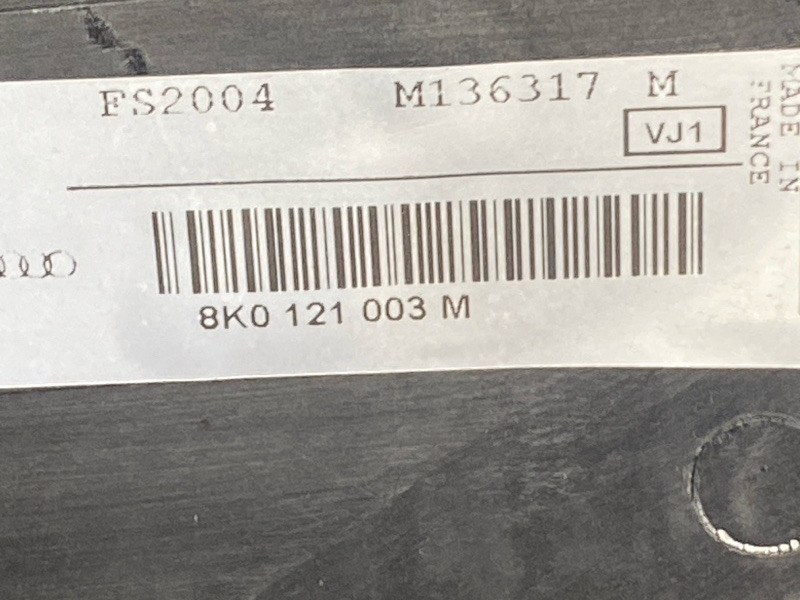 FS2004 M136317 M
VJ1
MADE IN
FRANCE
8K0 121 003 M